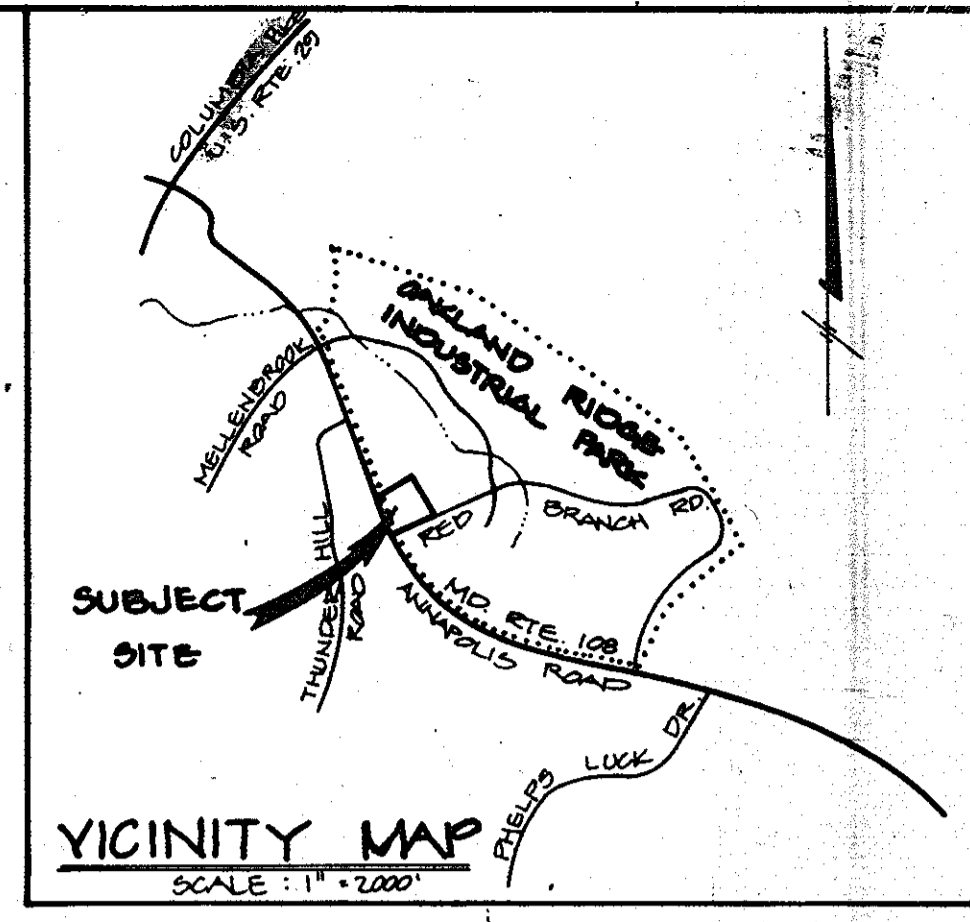 COLUMBIA PIKE
U.S. RTE. 29
OAKLAND RIDGE
INDUSTRIAL PARK
MELLENBROOK
ROAD
THUNDER HILL
ROAD
RED BRANCH RD.
MD. RTE. 108
ANNAPOLIS ROAD
SUBJECT
SITE
PHELPS LUCK DR.
VICINITY MAP
SCALE : 1" = 2000'